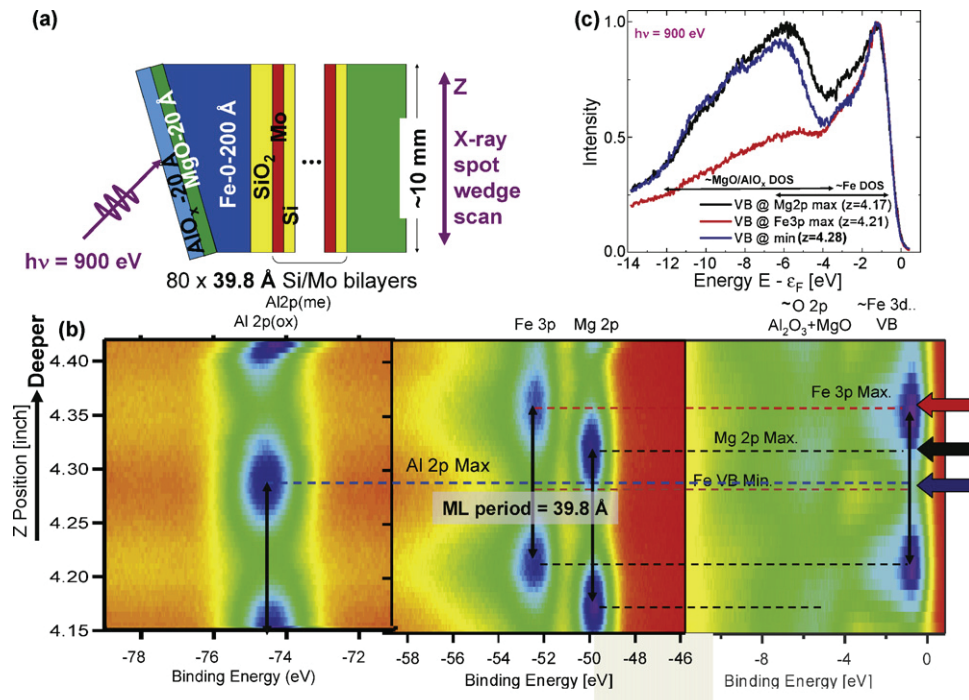 (a)
AlOx -20 Å
MgO-20 Å
Fe-0-200 Å
SiO2
Mo
Si
...
~10 mm
Z
X-ray
spot
wedge
scan
hν = 900 eV
80 x 39.8 Å Si/Mo bilayers
(c)
hν = 900 eV
Intensity
1.0
0.5
0.0
~MgO/AlOx DOS
~Fe DOS
VB @ Mg2p max (z=4.17)
VB @ Fe3p max (z=4.21)
VB @ min(z=4.28)
-14 -12 -10 -8 -6 -4 -2 0
Energy E - εF [eV]
(b)
Al2p(me)
Al 2p(ox)
Fe 3p Mg 2p
~O 2p
Al2O3+MgO
~Fe 3d..
VB
Z Position [inch]
Deeper
4.40
4.35
4.30
4.25
4.20
4.15
Fe 3p Max.
Mg 2p Max.
Al 2p Max
Fe VB Min.
ML period = 39.8 Å
-78 -76 -74 -72
Binding Energy (eV)
-58 -56 -54 -52 -50 -48 -46
Binding Energy [eV]
-8 -4 0
Binding Energy [eV]